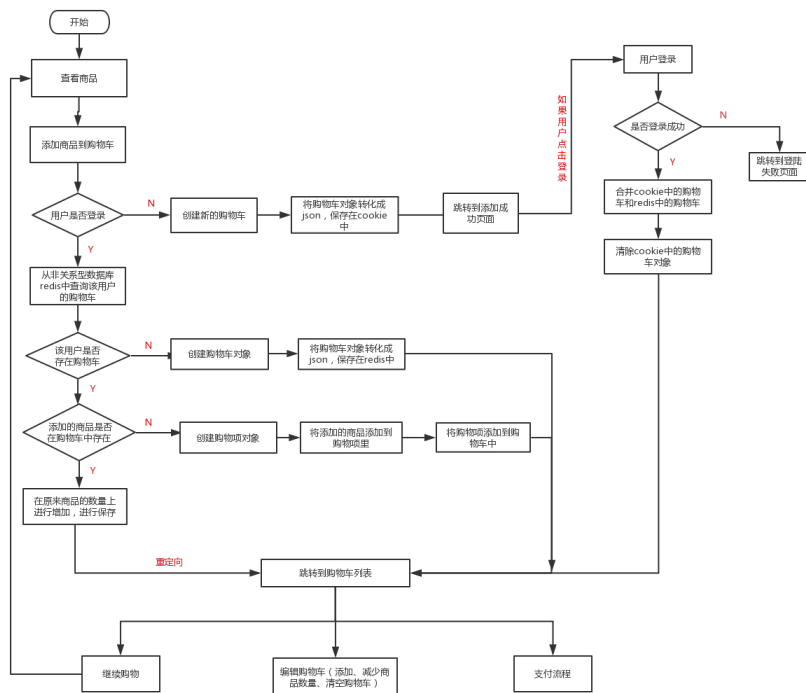 开始
查看商品
添加商品到购物车
用户是否登录
N
创建新的购物车
将购物车对象转化成
json，保存在cookie
中
跳转到添加成
功页面
如果用户点击登录
用户登录
是否登录成功
N
跳转到登陆
失败页面
Y
合并cookie中的购物
车和redis中的购物车
清除cookie中的购物
车对象
Y
从非关系型数据库
redis中查询该用户
的购物车
该用户是否
存在购物车
N
创建购物车对象
将购物车对象转化成
json，保存在redis中
Y
添加的商品是否
在购物车中存在
N
创建购物项对象
将添加的商品添加到
购物项里
将购物项添加到购
物车中
Y
在原来商品的数量上
进行增加，进行保存
重定向
跳转到购物车列表
继续购物
编辑购物车（添加、减少商
品数量、清空购物车）
支付流程